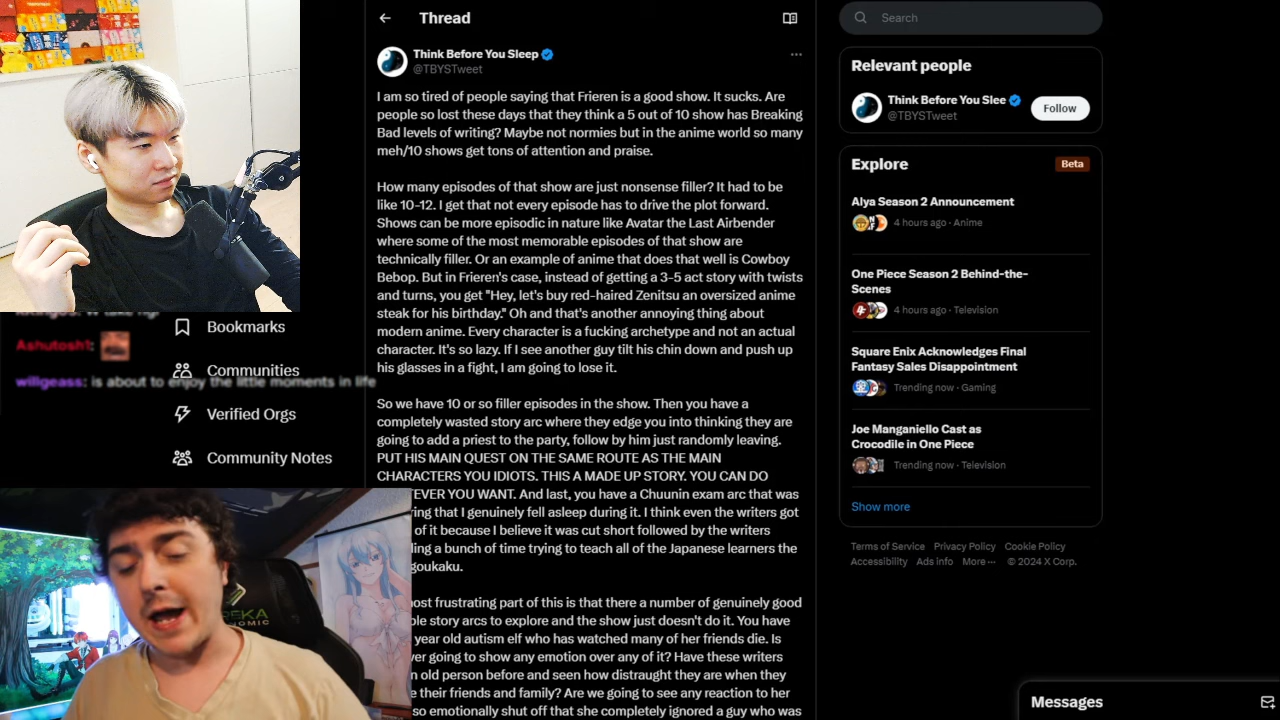 Thread
Think Before You Sleep
@TBYSTweet
I am so tired of people saying that Frieren is a good show. It sucks. Are
people so lost these days that they think a 5 out of 10 show has Breaking
Bad levels of writing? Maybe not normies but in the anime world so many
meh/10 shows get tons of attention and praise.
How many episodes of that show are just nonsense filler? It had to be
like 10-12. I get that not every episode has to drive the plot forward.
Shows can be more episodic in nature like Avatar the Last Airbender
where some of the most memorable episodes of that show are
technically filler. Or an example of anime that does that well is Cowboy
Bebop. But in Frieren's case, instead of getting a 3-5 act story with twists
and turns, you get "Hey, let's buy red-haired Zenitsu an oversized anime
steak for his birthday." Oh and that's another annoying thing about
modern anime. Every character is a fucking archetype and not an actual
character. It's so lazy. If I see another guy tilt his chin down and push up
his glasses in a fight, I am going to lose it.
So we have 10 or so filler episodes in the show. Then you have a
completely wasted story arc where they edge you into thinking they are
going to add a priest to the party, follow by him just randomly leaving.
PUT HIS MAIN QUEST ON THE SAME ROUTE AS THE MAIN
CHARACTERS YOU IDIOTS. THIS A MADE UP STORY. YOU CAN DO
EVER YOU WANT. And last, you have a Chuunin exam arc that was
ing that I genuinely fell asleep during it. I think even the writers got
of it because I believe it was cut short followed by the writers
ding a bunch of time trying to teach all of the Japanese learners the
goukaku.
ost frustrating part of this is that there a number of genuinely good
le story arcs to explore and the show just doesn't do it. You have
year old autism elf who has watched many of her friends die. Is
er going to show any emotion over any of it? Have these writers
n old person before and seen how distraught they are when they
e their friends and family? Are we going to see any reaction to her
so emotionally shut off that she completely ignored a guy who was
Ashutosh1:
willgeass: is about to enjoy the little moments in life
Bookmarks
Communities
Verified Orgs
Community Notes
Search
Relevant people
Think Before You Slee
@TBYSTweet
Follow
Explore
Beta
Alya Season 2 Announcement
4 hours ago · Anime
One Piece Season 2 Behind-the-
Scenes
4 hours ago · Television
Square Enix Acknowledges Final
Fantasy Sales Disappointment
Trending now · Gaming
Joe Manganiello Cast as
Crocodile in One Piece
Trending now · Television
Show more
Terms of Service Privacy Policy Cookie Policy
Accessibility Ads info More ··· © 2024 X Corp.
Messages